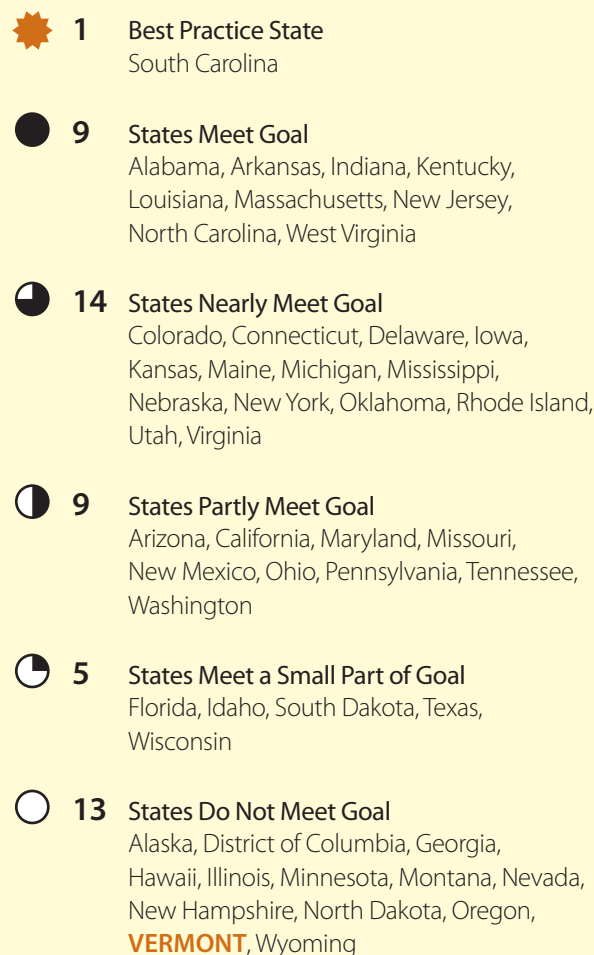 1 Best Practice State
South Carolina
9 States Meet Goal
Alabama, Arkansas, Indiana, Kentucky,
Louisiana, Massachusetts, New Jersey,
North Carolina, West Virginia
14 States Nearly Meet Goal
Colorado, Connecticut, Delaware, Iowa,
Kansas, Maine, Michigan, Mississippi,
Nebraska, New York, Oklahoma, Rhode Island,
Utah, Virginia
9 States Partly Meet Goal
Arizona, California, Maryland, Missouri,
New Mexico, Ohio, Pennsylvania, Tennessee,
Washington
5 States Meet a Small Part of Goal
Florida, Idaho, South Dakota, Texas,
Wisconsin
13 States Do Not Meet Goal
Alaska, District of Columbia, Georgia,
Hawaii, Illinois, Minnesota, Montana, Nevada,
New Hampshire, North Dakota, Oregon,
VERMONT, Wyoming